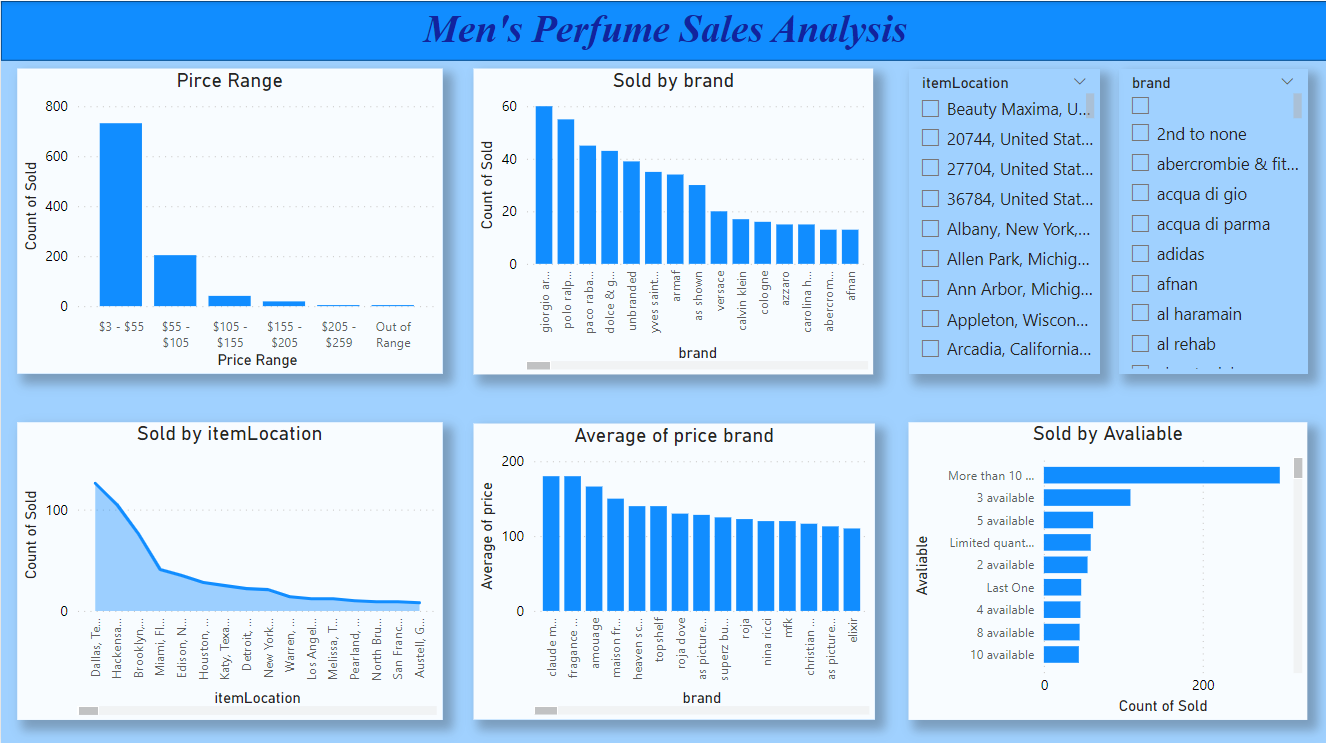 Men's Perfume Sales Analysis
Pirce Range
Count of Sold
800
600
400
200
0
$3 - $55
$55 -
$105
$105 -
$155
$155 -
$205
$205 -
$259
Out of
Range
Price Range
Sold by brand
Count of Sold
60
40
20
0
giorgio ar...
polo ralp...
paco raba...
dolce & g...
unbranded
yves saint...
armaf
as shown
versace
calvin klein
cologne
azzaro
carolina h...
abercrom...
afnan
brand
itemLocation
Beauty Maxima, U...
20744, United Stat...
27704, United Stat...
36784, United Stat...
Albany, New York,...
Allen Park, Michig...
Ann Arbor, Michig...
Appleton, Wiscon...
Arcadia, California...
brand
2nd to none
abercrombie & fit...
acqua di gio
acqua di parma
adidas
afnan
al haramain
al rehab
Sold by itemLocation
Count of Sold
100
0
Dallas, Te...
Hackensa...
Brooklyn,...
Miami, Fl...
Edison, N...
Houston, ...
Katy, Texa...
Detroit, ...
New York...
Warren, ...
Los Angel...
Melissa, T...
Pearland, ...
North Bru...
San Franc...
Austell, G...
itemLocation
Average of price brand
Average of price
200
100
0
claude m...
fragance ...
amouage
maison fr...
heaven sc...
topshelf
roja dove
as picture...
superz bu...
roja
nina ricci
mfk
christian ...
as picture...
elixir
brand
Sold by Avaliable
Avaliable
More than 10 ...
3 available
5 available
Limited quant...
2 available
Last One
4 available
8 available
10 available
0
200
Count of Sold